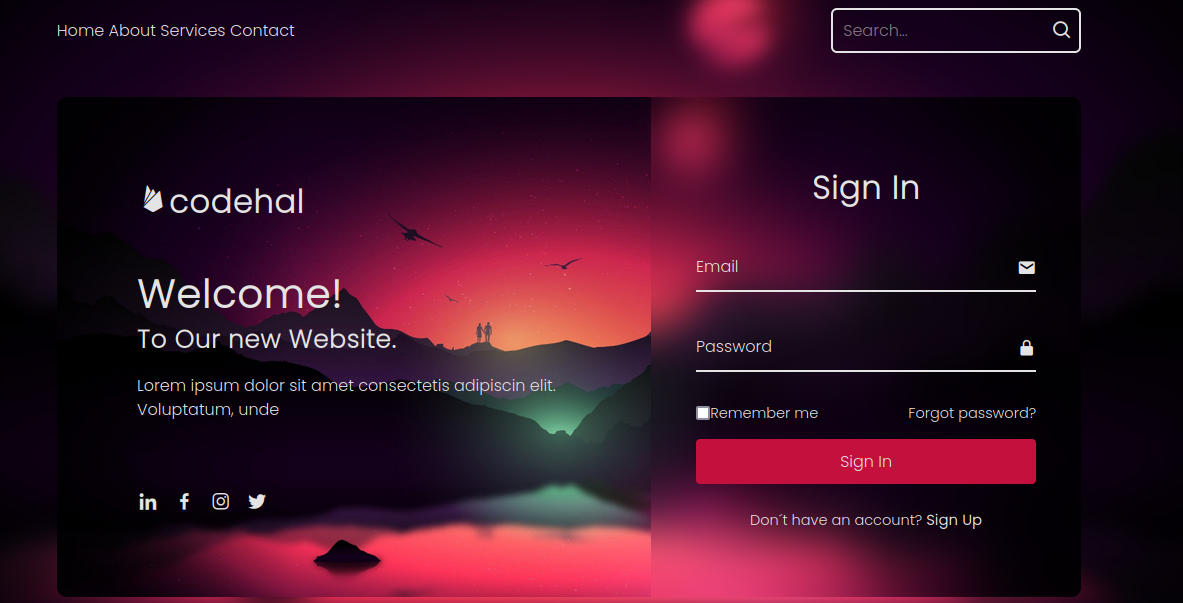 Home About Services Contact
Search...
codehal
Welcome!
To Our new Website.
Lorem ipsum dolor sit amet consectetis adipiscin elit.
Voluptatum, unde
in
Sign In
Email
Password
Remember me
Forgot password?
Sign In
Don´t have an account? Sign Up